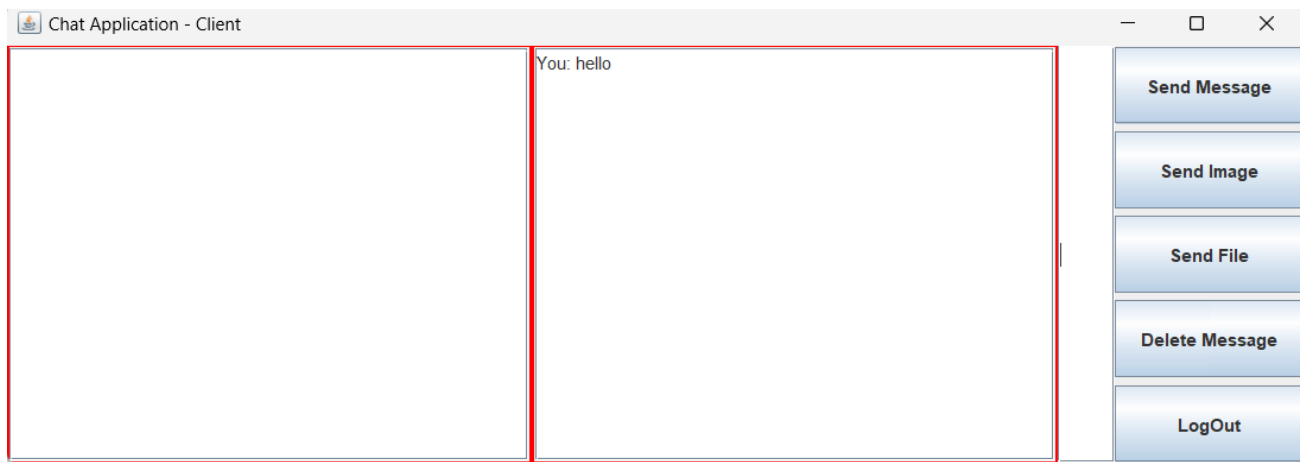 Chat Application - Client
You: hello
Send Message
Send Image
Send File
Delete Message
LogOut